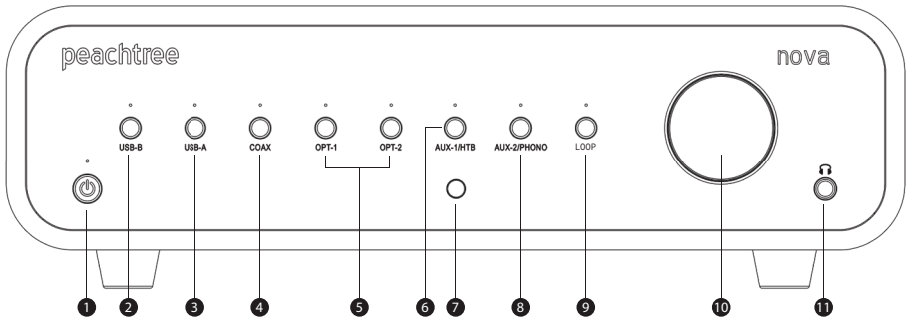 peachtree nova
USB-B USB-A COAX OPT-1 OPT-2 AUX-1/HTB AUX-2/PHONO LOOP
1 2 3 4 5 6 7 8 9 10 11